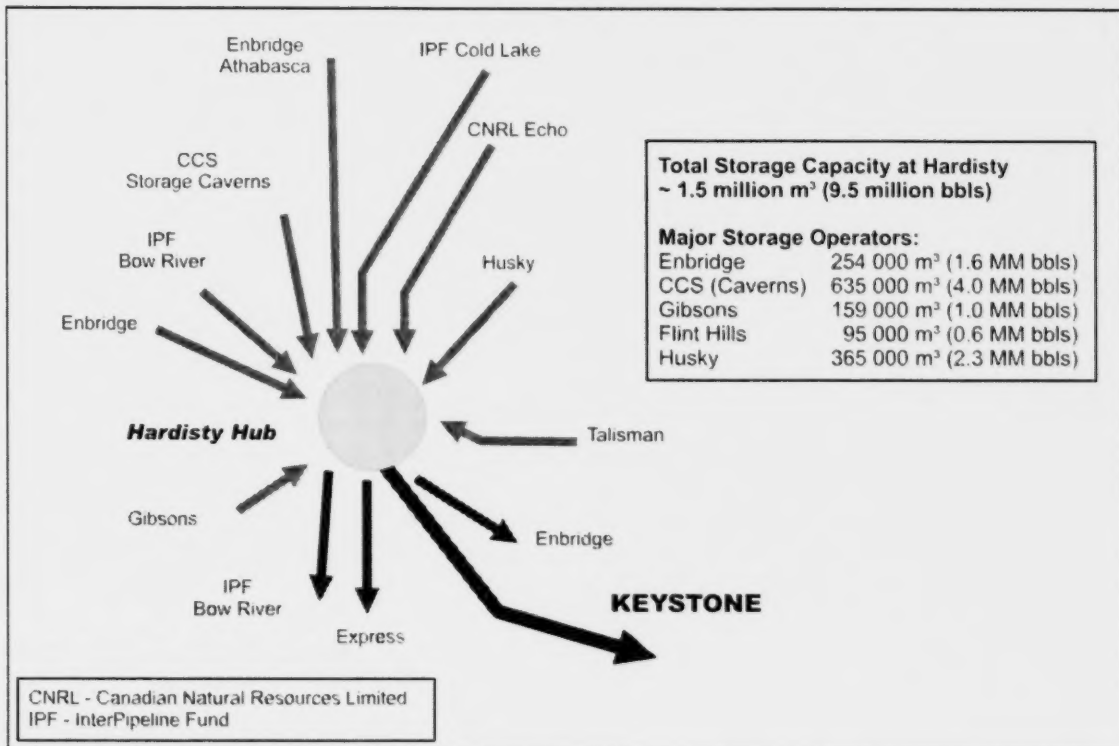 Enbridge
Athabasca
IPF Cold Lake
CNRL Echo
CCS
Storage Caverns
IPF
Bow River
Husky
Enbridge
Hardisty Hub
Talisman
Gibsons
Enbridge
IPF
Bow River
KEYSTONE
Express
Total Storage Capacity at Hardisty
~ 1.5 million m³ (9.5 million bbls)
Major Storage Operators:
Enbridge 254 000 m³ (1.6 MM bbls)
CCS (Caverns) 635 000 m³ (4.0 MM bbls)
Gibsons 159 000 m³ (1.0 MM bbls)
Flint Hills 95 000 m³ (0.6 MM bbls)
Husky 365 000 m³ (2.3 MM bbls)
CNRL - Canadian Natural Resources Limited
IPF - InterPipeline Fund